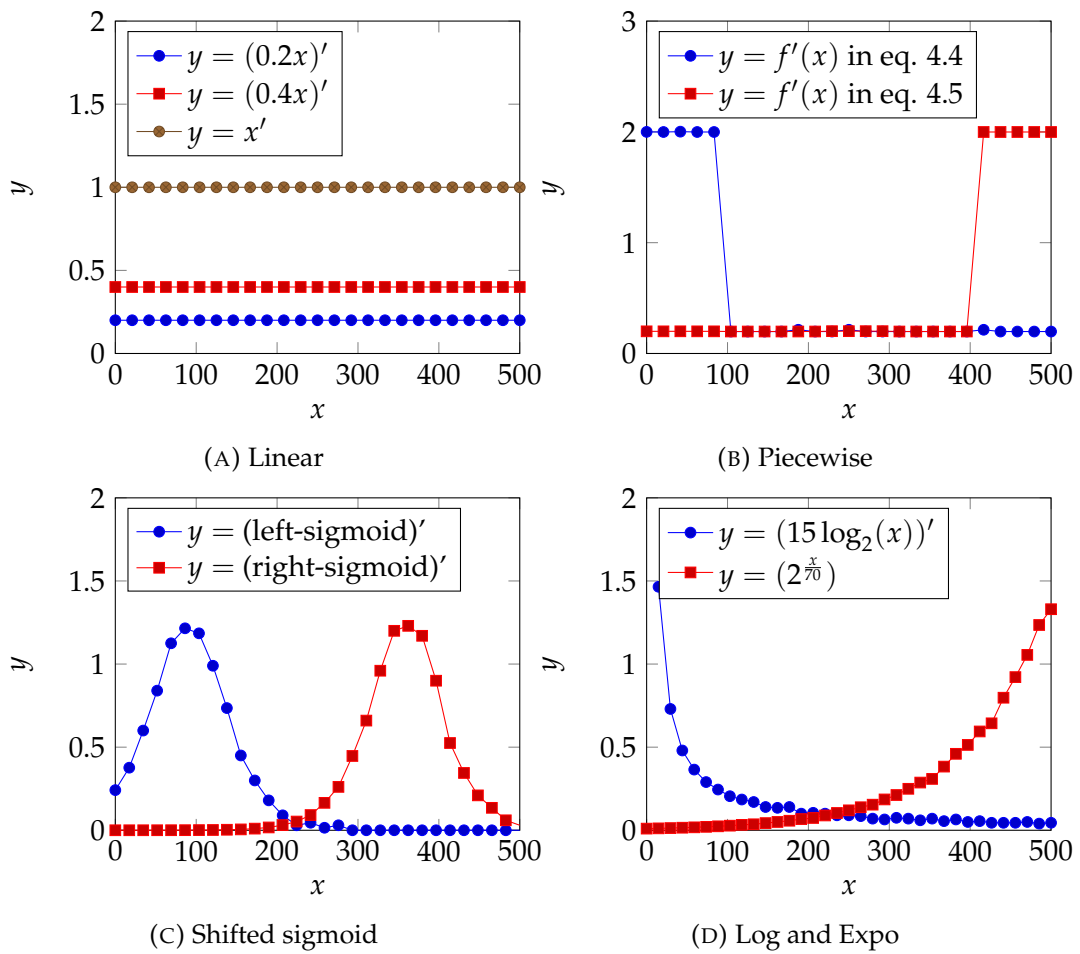 2
1.5
1
0.5
0
y
y = (0.2x)′
y = (0.4x)′
y = x′
0 100 200 300 400 500
x
(A) Linear
3
2
1
0
y
y = f′(x) in eq. 4.4
y = f′(x) in eq. 4.5
0 100 200 300 400 500
x
(B) Piecewise
2
1.5
1
0.5
0
y
y = (left-sigmoid)’
y = (right-sigmoid)’
0 100 200 300 400 500
x
(C) Shifted sigmoid
2
1.5
1
0.5
0
y
y = (15 log₂(x))’
y = (2^{x/70})
0 100 200 300 400 500
x
(D) Log and Expo